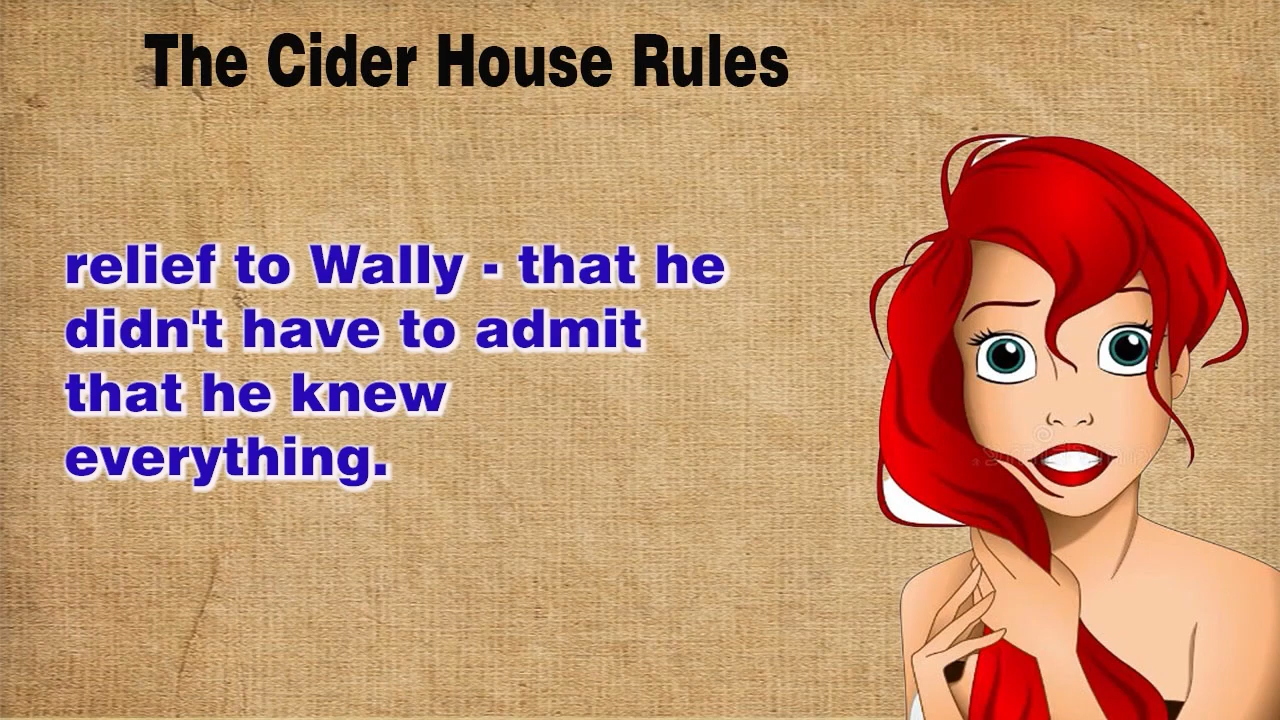 The Cider House Rules
relief to Wally - that he
didn't have to admit
that he knew
everything.